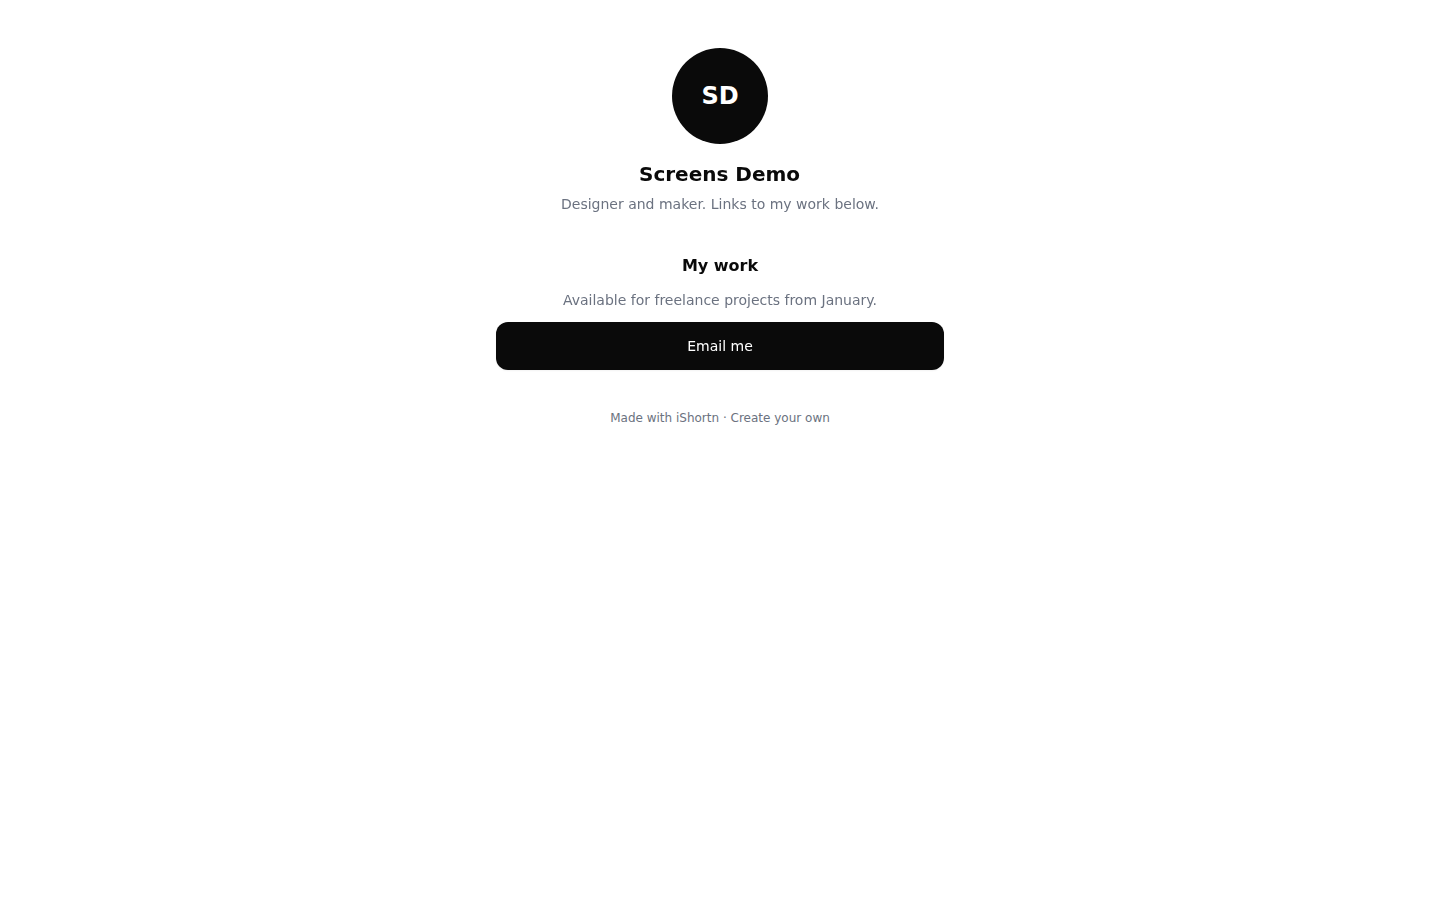 SD
Screens Demo
Designer and maker. Links to my work below.
My work
Available for freelance projects from January.
Email me
Made with iShortn · Create your own